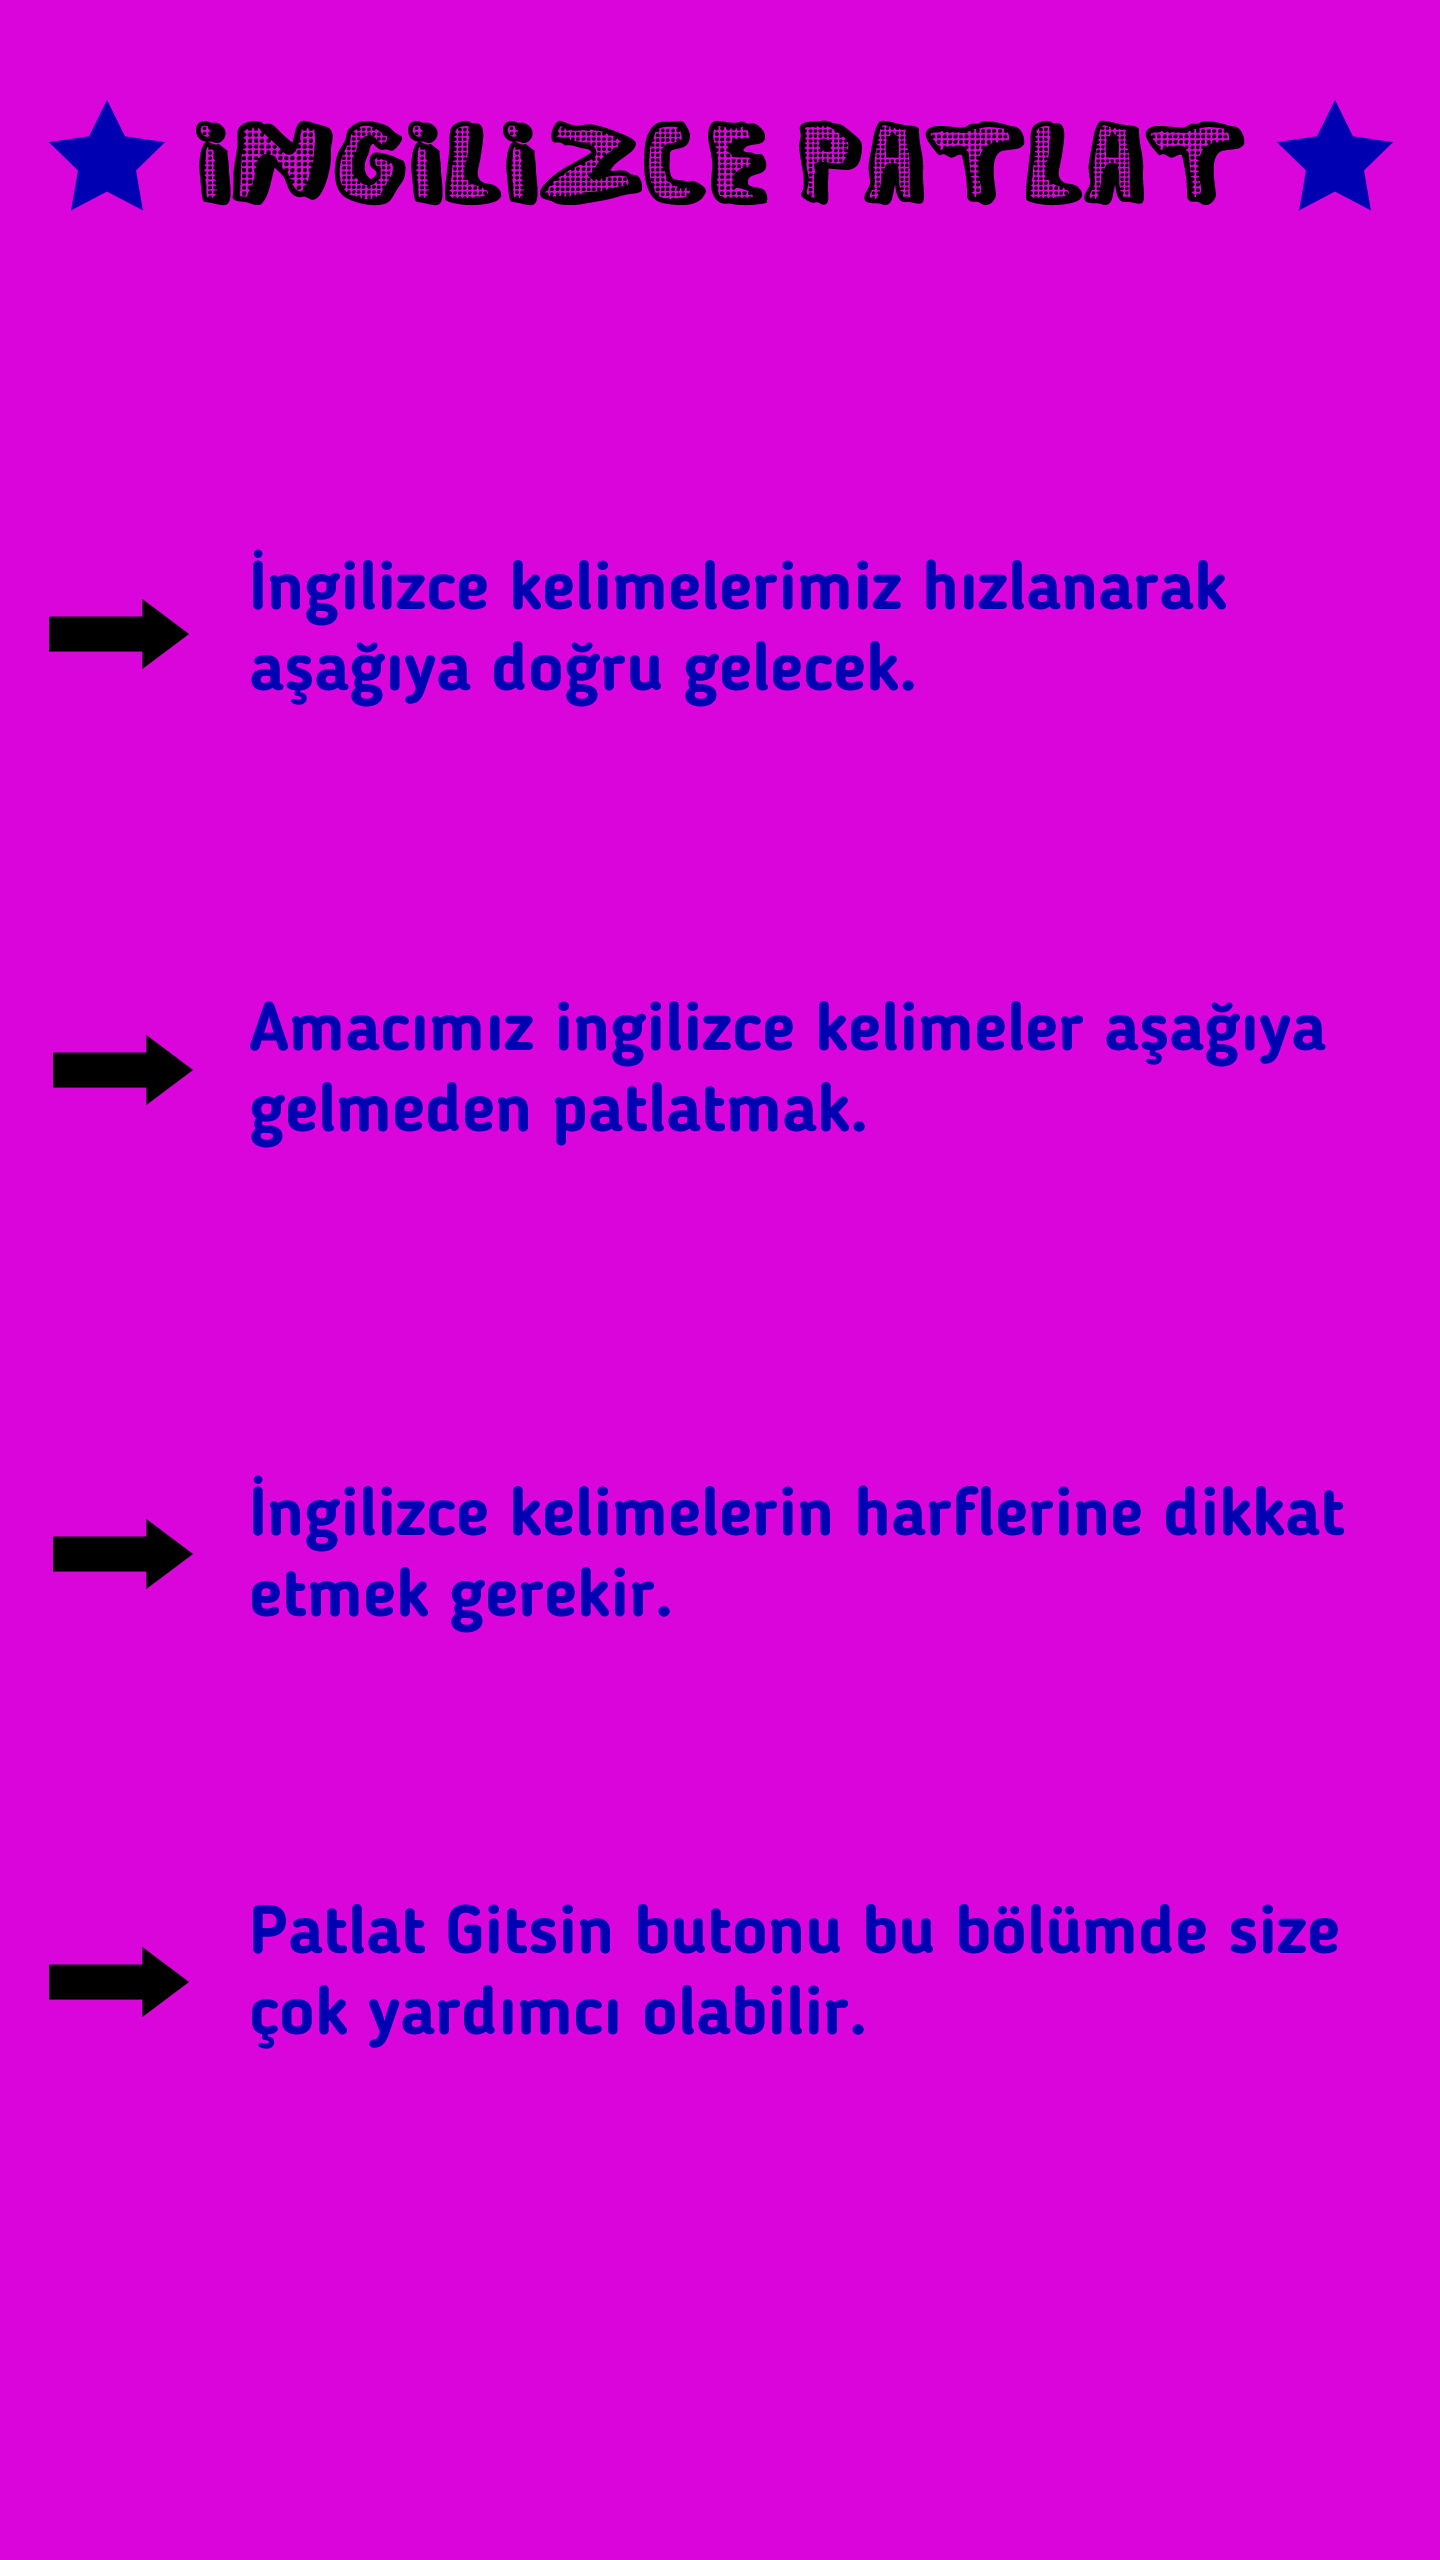 İNGİLİZCE PATLAT
İngilizce kelimelerimiz hızlanarak
aşağıya doğru gelecek.
Amacımız ingilizce kelimeler aşağıya
gelmeden patlatmak.
İngilizce kelimelerin harflerine dikkat
etmek gerekir.
Patlat Gitsin butonu bu bölümde size
çok yardımcı olabilir.